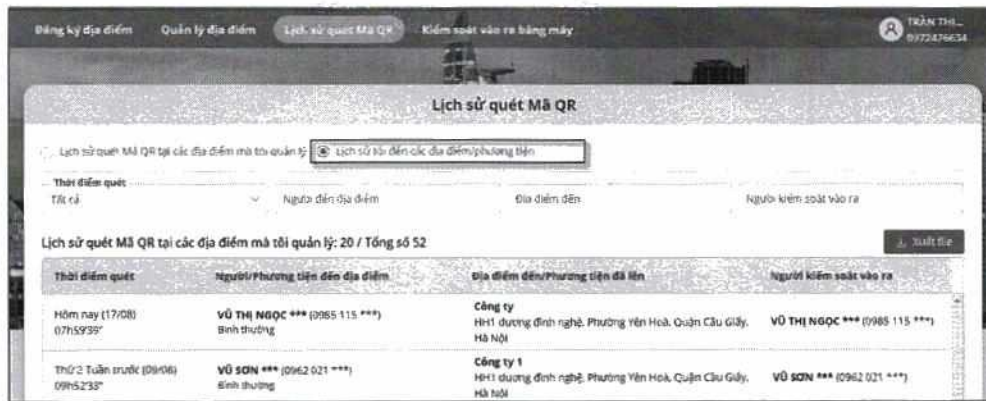 Đăng ký địa điểm Quản lý địa điểm Lịch sử quét Mã QR Kiểm soát vào ra bằng máy TRẦN THỊ...
0972476634
Lịch sử quét Mã QR
Lịch sử quét Mã QR tại các địa điểm mà tôi quản lý Lịch sử tôi đến các địa điểm/phương tiện
Thời điểm quét
Tất cả Người đến địa điểm Địa điểm đến Người kiểm soát vào ra
Lịch sử quét Mã QR tại các địa điểm mà tôi quản lý: 20 / Tổng số 52 Xuất file
Thời điểm quét Người/Phương tiện đến địa điểm Địa điểm đến/Phương tiện đã lên Người kiểm soát vào ra
Hôm nay (17/08) VŨ THỊ NGỌC *** (0985 115 ***) Công ty VŨ THỊ NGỌC *** (0985 115 ***)
07h59'39" Bình thường HH1 dương đình nghệ, Phường Yên Hoà, Quận Cầu Giấy,
Hà Nội
Thứ 2 Tuần trước (09/08) VŨ SƠN *** (0962 021 ***) Công ty 1 VŨ SƠN *** (0962 021 ***)
09h52'33" Bình thường HH1 dương đình nghệ, Phường Yên Hoà, Quận Cầu Giấy,
Hà Nội